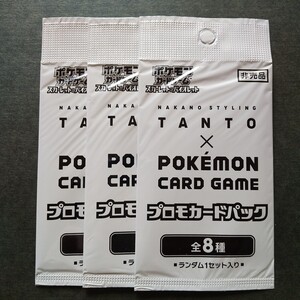 ポケモン
カードゲーム
スカーレット&バイオレット
非売品
NAKANO STYLING
TANTO
×
POKÉMON
CARD GAME
プロモカードパック
全8種
■ランダム1セット入り■